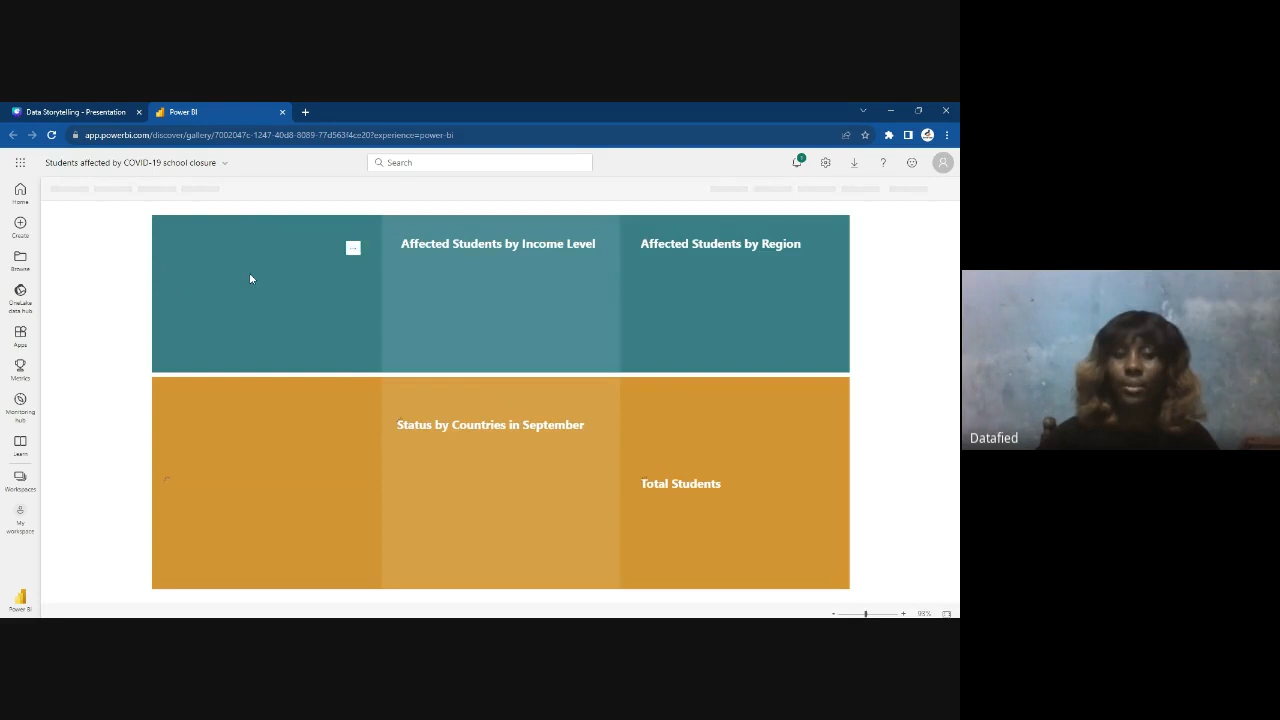 Data Storytelling - Presentation
Power BI
app.powerbi.com/discover/gallery/7002047c-1247-40d8-8089-77d563f4ce20?experience=power-bi
Students affected by COVID-19 school closure
Search
Home
Create
Browse
OneLake
data hub
Apps
Metrics
Monitoring
hub
Learn
Workspaces
My
workspace
Power BI
Affected Students by Income Level
Affected Students by Region
Status by Countries in September
Total Students
93%
Datafied